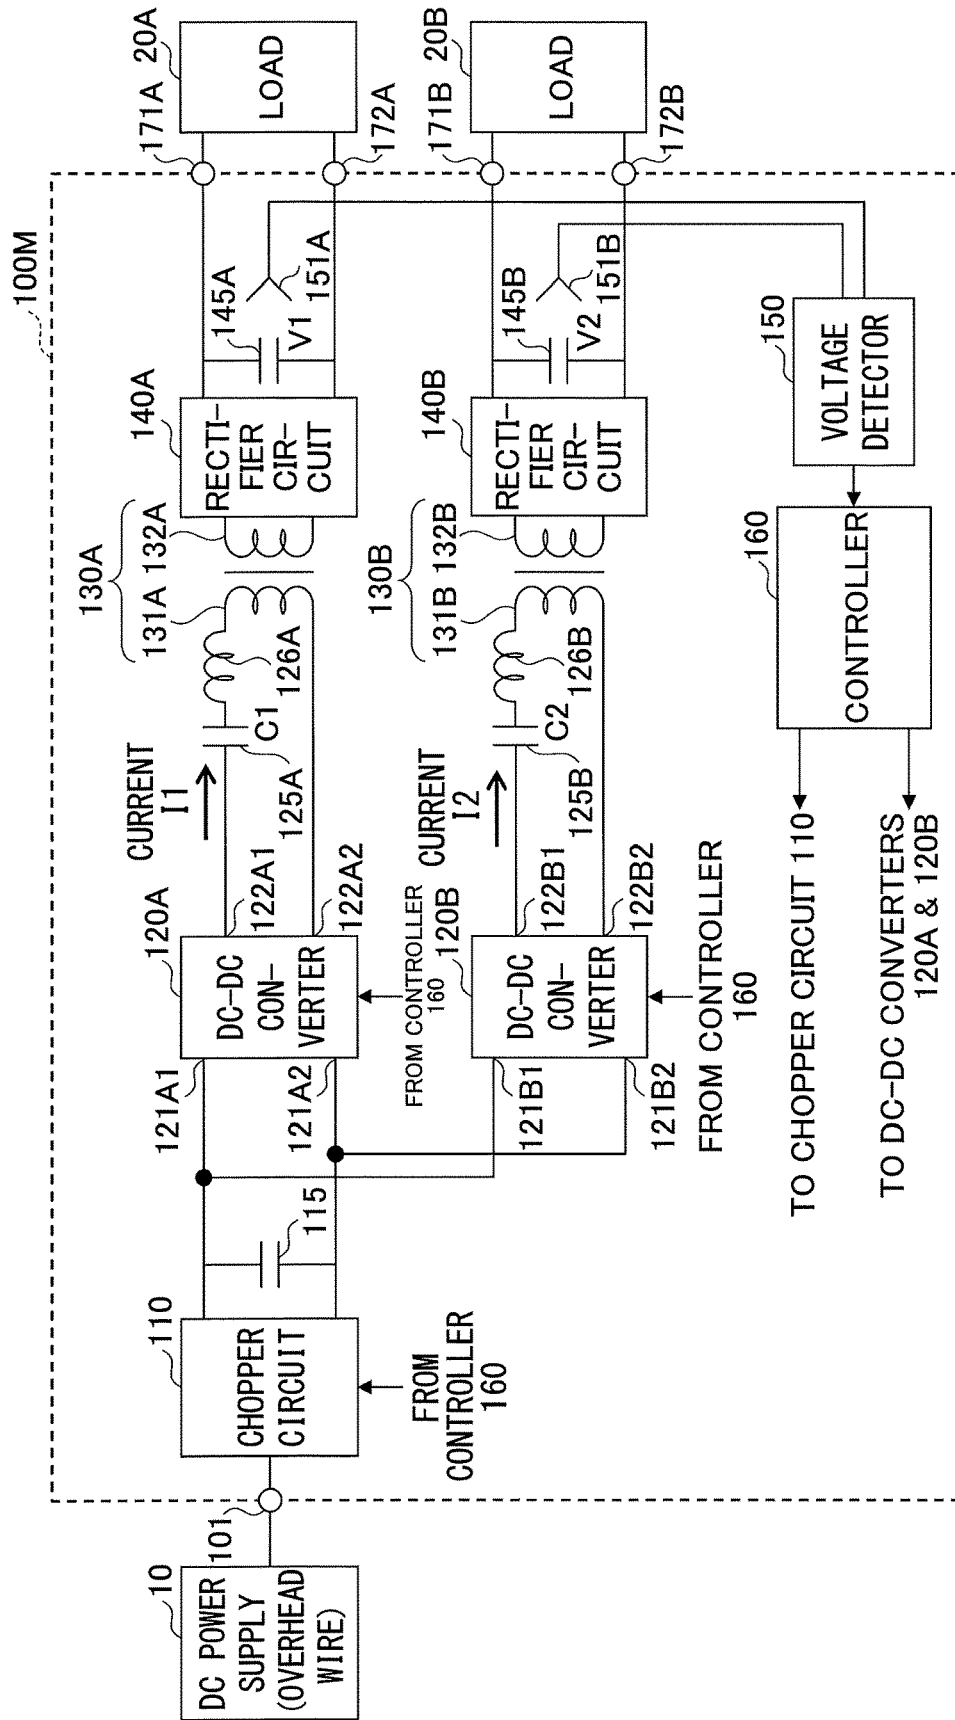 100M
10
DC POWER
SUPPLY
(OVERHEAD
WIRE)
101
110
CHOPPER
CIRCUIT
FROM
CONTROLLER
160
115
121A1
121A2
120A
DC-DC
CON-
VERTER
122A1
122A2
FROM CONTROLLER
160
CURRENT
I1
C1
125A
126A
130A
131A
132A
140A
RECTI-
FIER
CIR-
CUIT
145A
V1
151A
171A
172A
20A
LOAD
121B1
121B2
120B
DC-DC
CON-
VERTER
122B1
122B2
FROM CONTROLLER
160
CURRENT
I2
C2
125B
126B
130B
131B
132B
140B
RECTI-
FIER
CIR-
CUIT
145B
V2
151B
171B
172B
20B
LOAD
150
VOLTAGE
DETECTOR
160
CONTROLLER
TO CHOPPER CIRCUIT 110
TO DC-DC CONVERTERS
120A & 120B